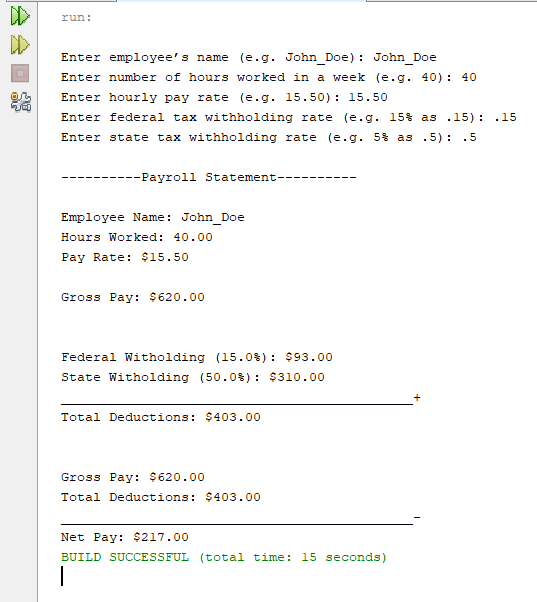 run:
Enter employee’s name (e.g. John_Doe): John_Doe
Enter number of hours worked in a week (e.g. 40): 40
Enter hourly pay rate (e.g. 15.50): 15.50
Enter federal tax withholding rate (e.g. 15% as .15): .15
Enter state tax withholding rate (e.g. 5% as .5): .5
----------Payroll Statement----------
Employee Name: John_Doe
Hours Worked: 40.00
Pay Rate: $15.50
Gross Pay: $620.00
Federal Witholding (15.0%): $93.00
State Witholding (50.0%): $310.00
____________________________________________+
Total Deductions: $403.00
Gross Pay: $620.00
Total Deductions: $403.00
____________________________________________-
Net Pay: $217.00
BUILD SUCCESSFUL (total time: 15 seconds)